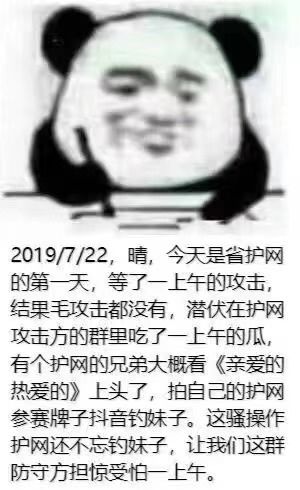 2019/7/22，晴，今天是省护网
的第一天，等了一上午的攻击，
结果毛攻击都没有，潜伏在护网
攻击方的群里吃了一上午的瓜，
有个护网的兄弟大概看《亲爱的
热爱的》上头了，拍自己的护网
参赛牌子抖音钓妹子。这骚操作
护网还不忘钓妹子，让我们这群
防守方担惊受怕一上午。